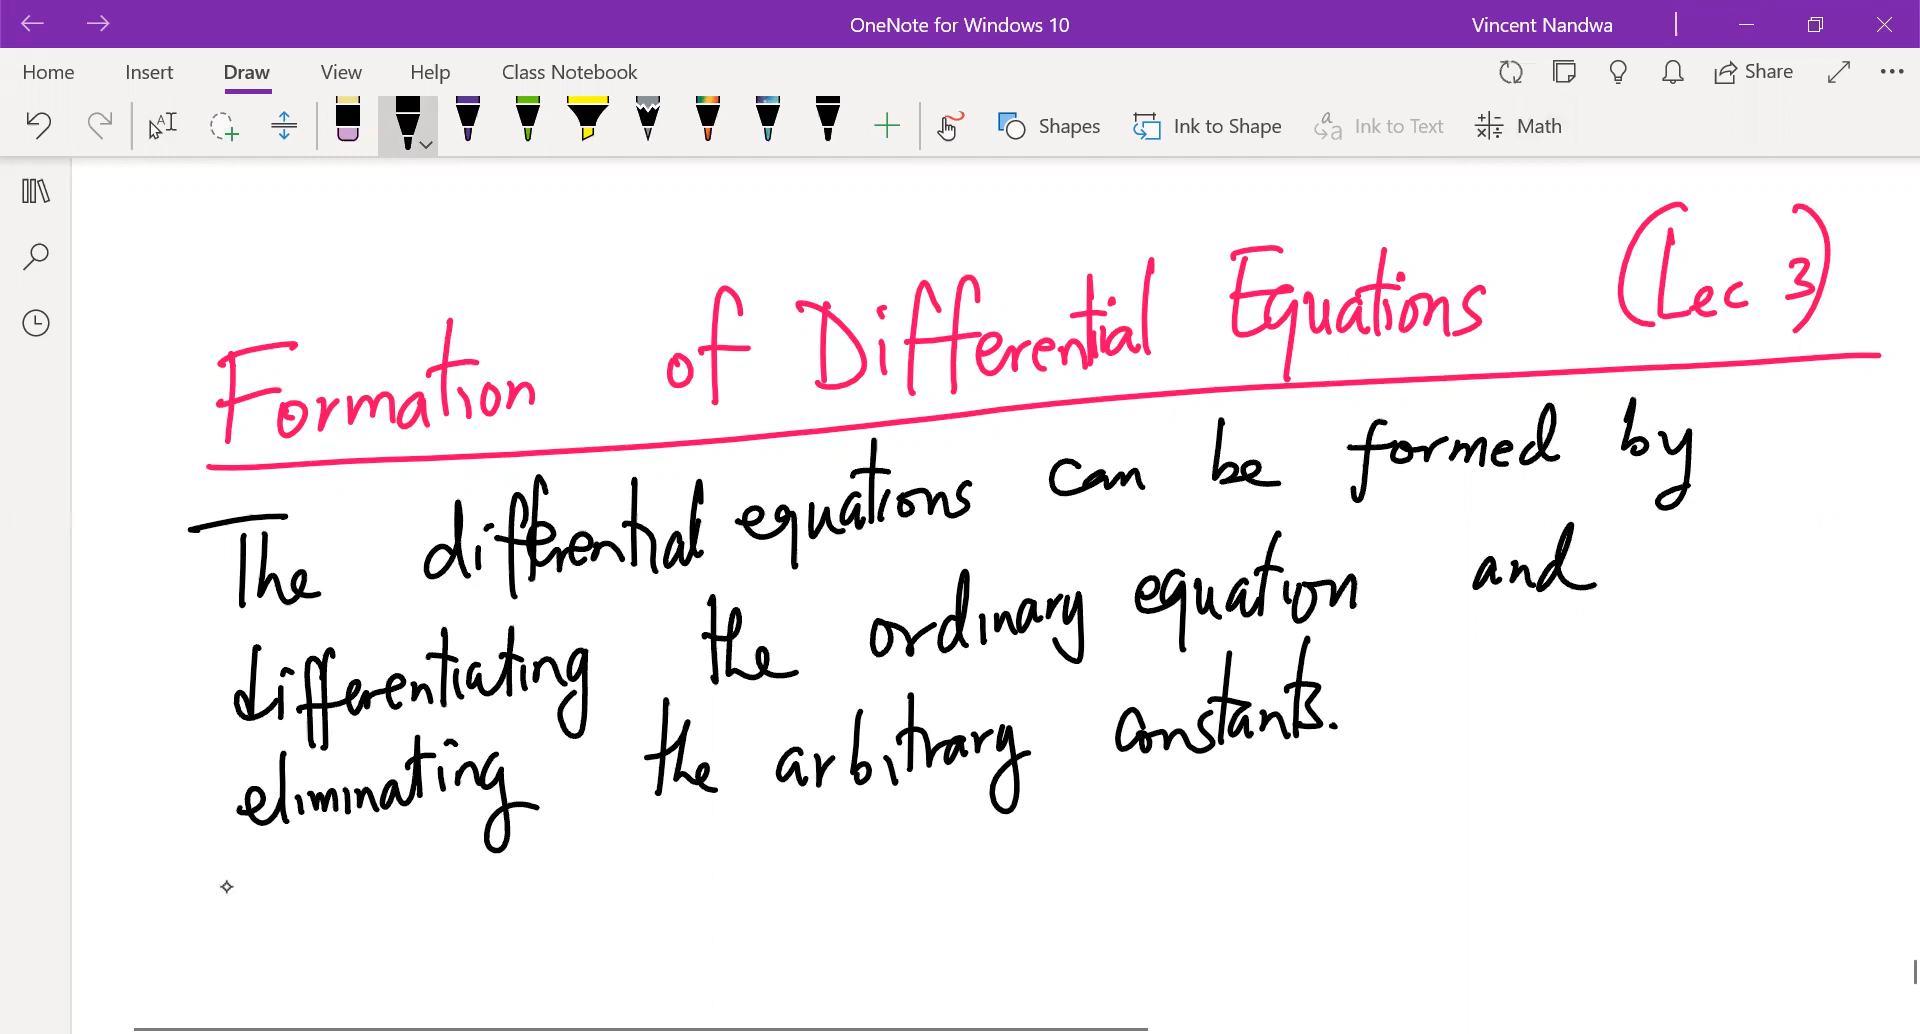 OneNote for Windows 10
Vincent Nandwa
Home Insert Draw View Help Class Notebook Share
Shapes Ink to Shape Ink to Text Math
Formation of Differential Equations (Lec 3)
The differential equations can be formed by
differentiating the ordinary equation and
eliminating the arbitrary constants.